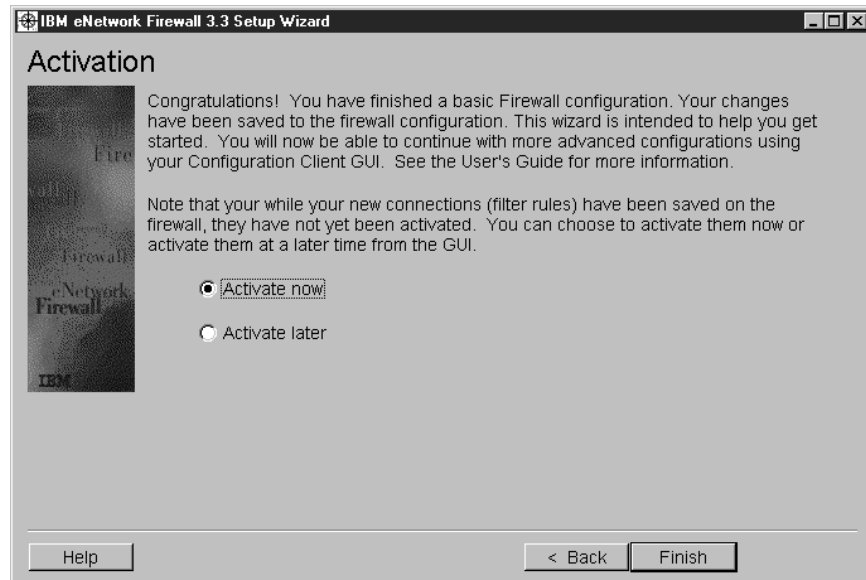 IBM eNetwork Firewall 3.3 Setup Wizard
Activation
Congratulations! You have finished a basic Firewall configuration. Your changes
have been saved to the firewall configuration. This wizard is intended to help you get
started. You will now be able to continue with more advanced configurations using
your Configuration Client GUI. See the User's Guide for more information.
Note that your while your new connections (filter rules) have been saved on the
firewall, they have not yet been activated. You can choose to activate them now or
activate them at a later time from the GUI.
Activate now
Activate later
Fire
Firewall
eNetwork
Firewall
IBM
Help
< Back
Finish